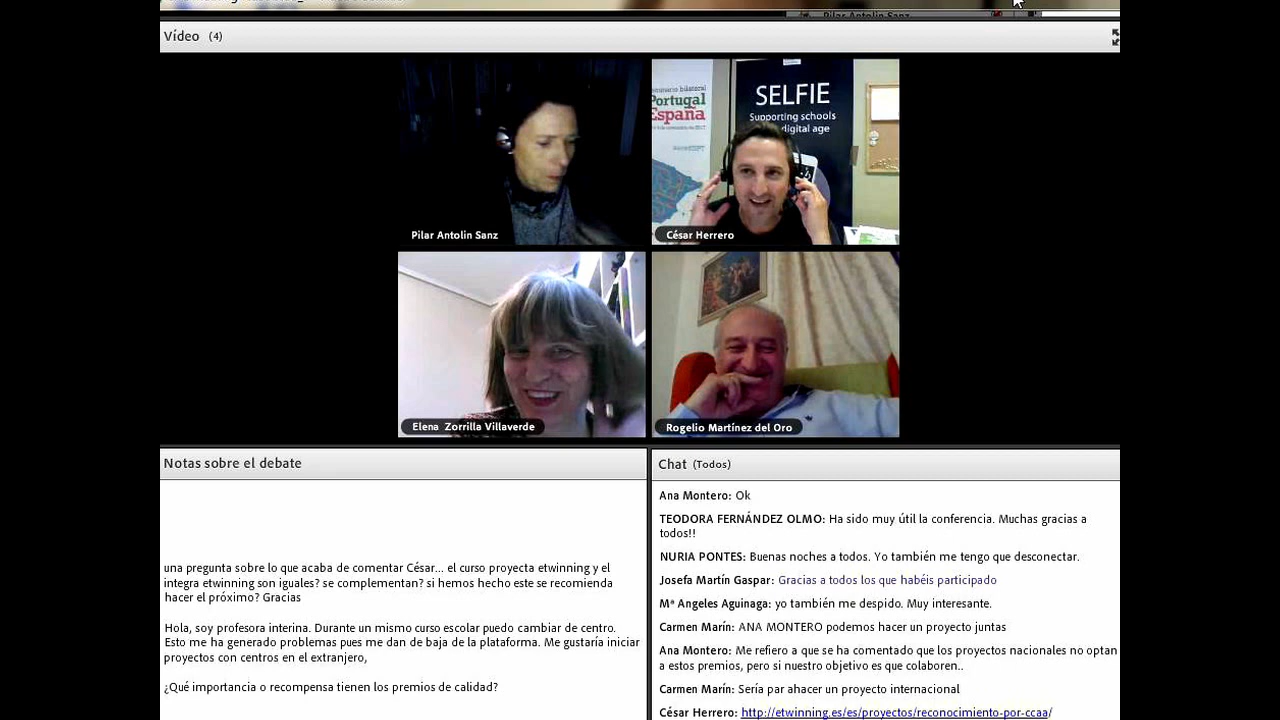 Pilar Antolin Sanz
Vídeo (4)
Portugal
España
SELFIE
Supporting schools
digital age
Pilar Antolin Sanz
César Herrero
Elena Zorrilla Villaverde
Rogelio Martínez del Oro
Notas sobre el debate
una pregunta sobre lo que acaba de comentar César... el curso proyecta etwinning y el
integra etwinning son iguales? se complementan? si hemos hecho este se recomienda
hacer el próximo? Gracias
Hola, soy profesora interina. Durante un mismo curso escolar puedo cambiar de centro.
Esto me ha generado problemas pues me dan de baja de la plataforma. Me gustaría iniciar
proyectos con centros en el extranjero,
¿Qué importancia o recompensa tienen los premios de calidad?
Chat (Todos)
Ana Montero: Ok
TEODORA FERNÁNDEZ OLMO: Ha sido muy útil la conferencia. Muchas gracias a
todos!!
NURIA PONTES: Buenas noches a todos. Yo también me tengo que desconectar.
Josefa Martín Gaspar: Gracias a todos los que habéis participado
Mª Angeles Aguinaga: yo también me despido. Muy interesante.
Carmen Marín: ANA MONTERO podemos hacer un proyecto juntas
Ana Montero: Me refiero a que se ha comentado que los proyectos nacionales no optan
a estos premios, pero si nuestro objetivo es que colaboren..
Carmen Marín: Sería par ahacer un proyecto internacional
César Herrero: http://etwinning.es/es/proyectos/reconocimiento-por-ccaa/